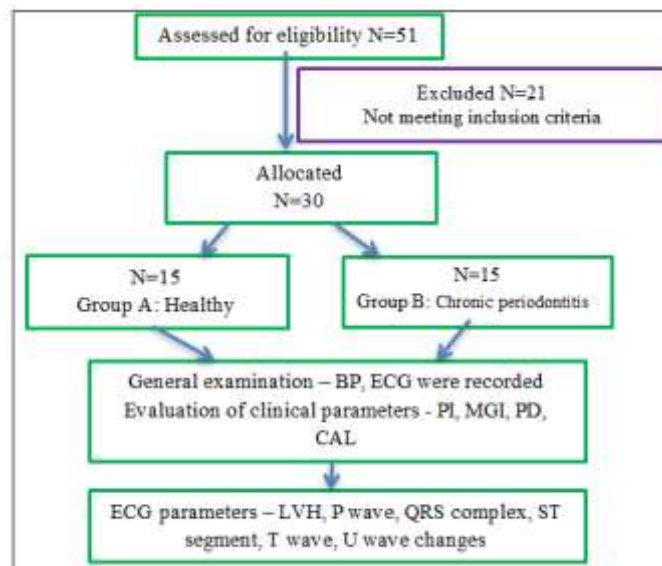 Assessed for eligibility N=51
Excluded N=21
Not meeting inclusion criteria
Allocated
N=30
N=15
Group A: Healthy
N=15
Group B: Chronic periodontitis
General examination – BP, ECG were recorded
Evaluation of clinical parameters - PI, MGI, PD,
CAL
ECG parameters – LVH, P wave, QRS complex, ST
segment, T wave, U wave changes